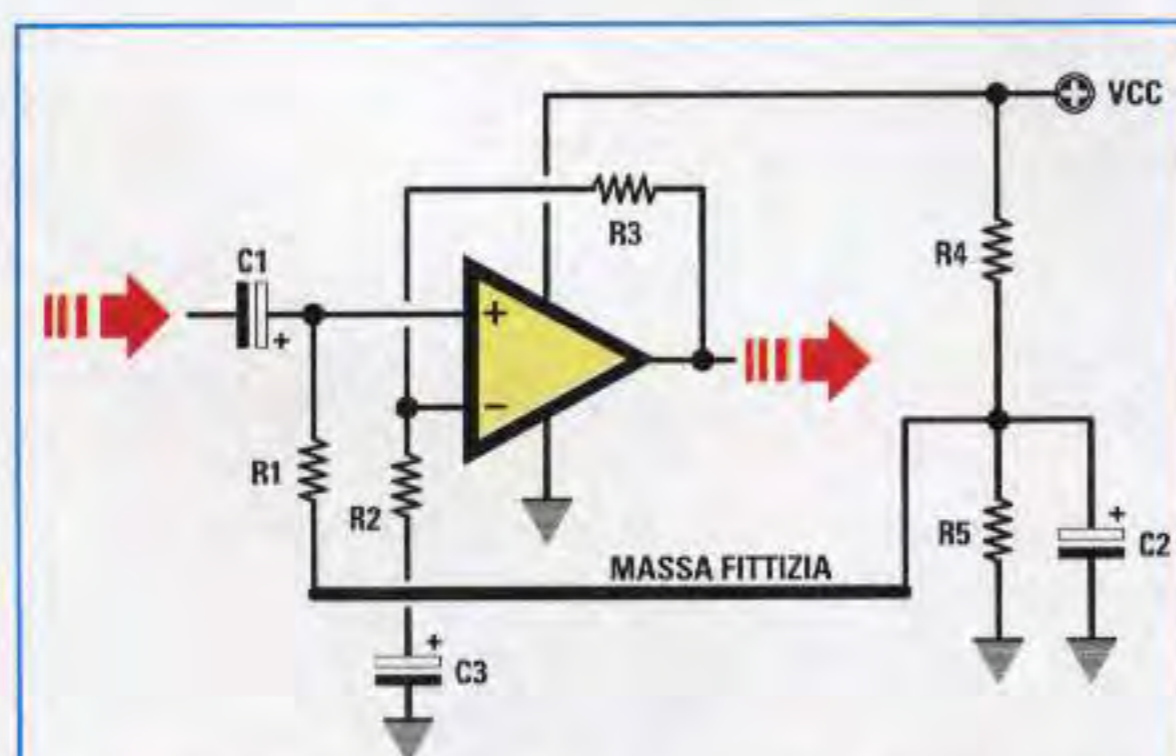 VCC
R3
R4
C1
+
+
−
R1
R2
R5
+
C2
MASSA FITTIZIA
+
C3